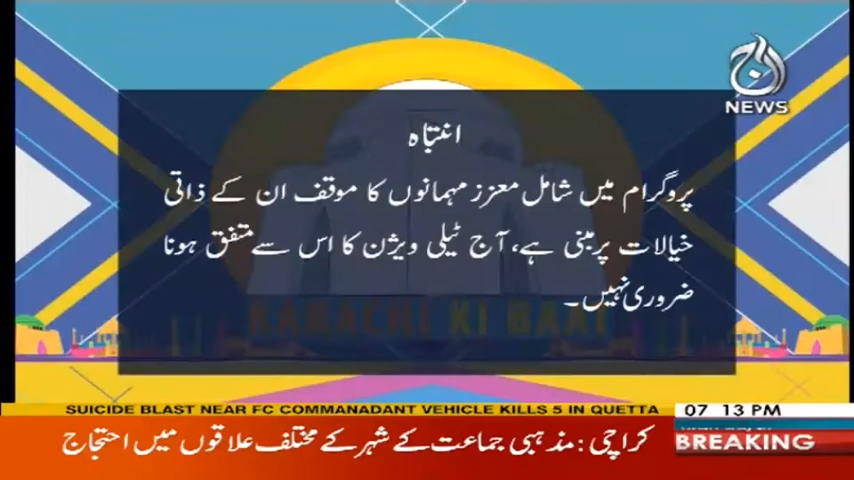 آج
NEWS
انتباہ
پروگرام میں شامل معزز مہمانوں کا موقف ان کے ذاتی
خیالات پر مبنی ہے، آج ٹیلی ویژن کا اس سے متفق ہونا
ضروری نہیں۔
KARACHI KI BAAT
SUICIDE BLAST NEAR FC COMMANADANT VEHICLE KILLS 5 IN QUETTA
07 13 PM
BREAKING
کراچی : مذہبی جماعت کے شہر کے مختلف علاقوں میں احتجاج